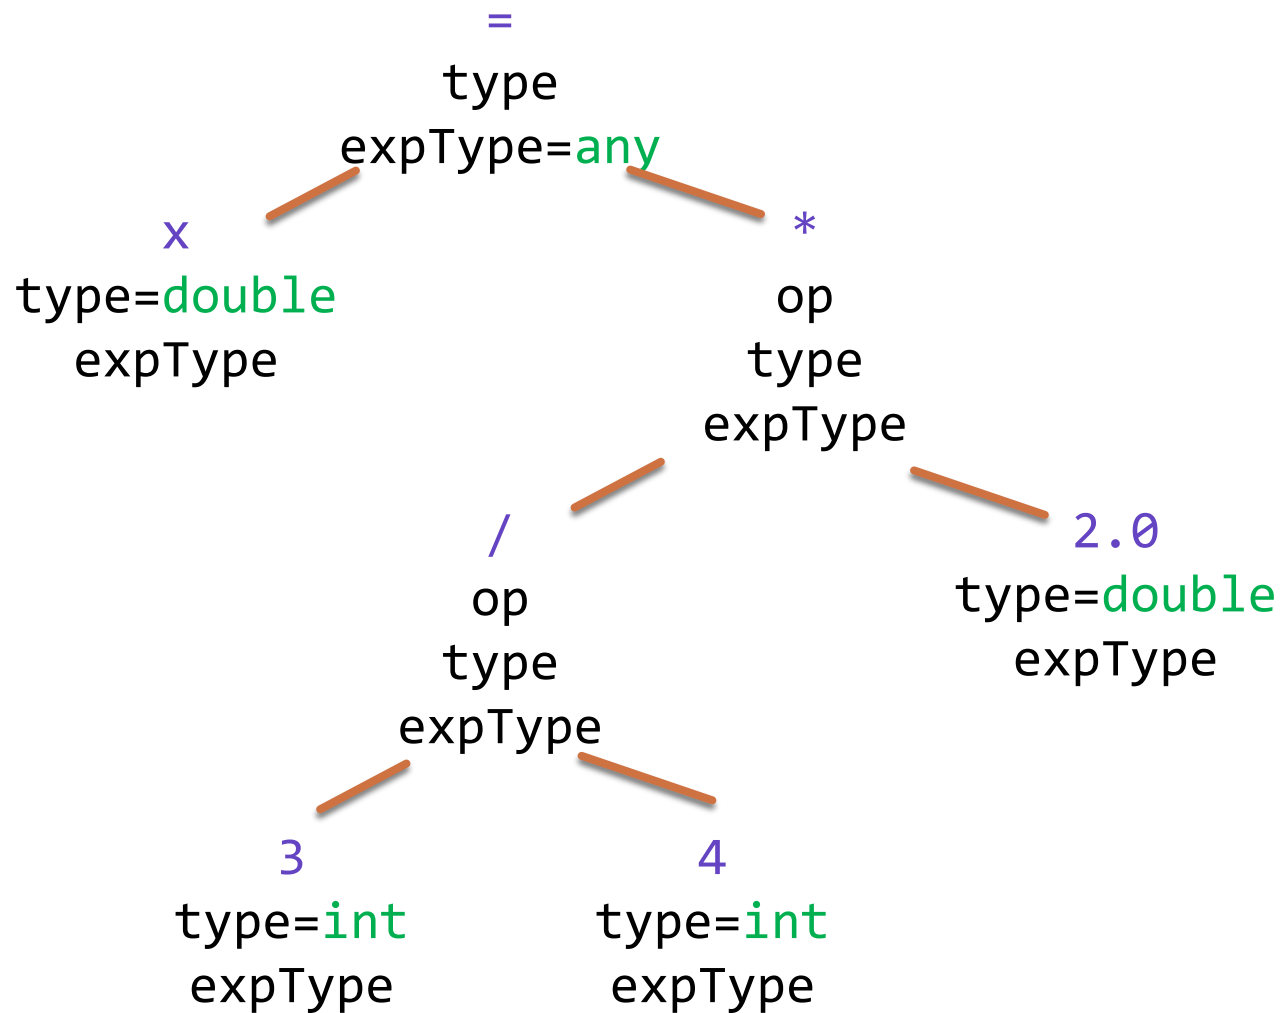 =
type
expType=any
x
type=double
expType
*
op
type
expType
/
op
type
expType
2.0
type=double
expType
3
type=int
expType
4
type=int
expType